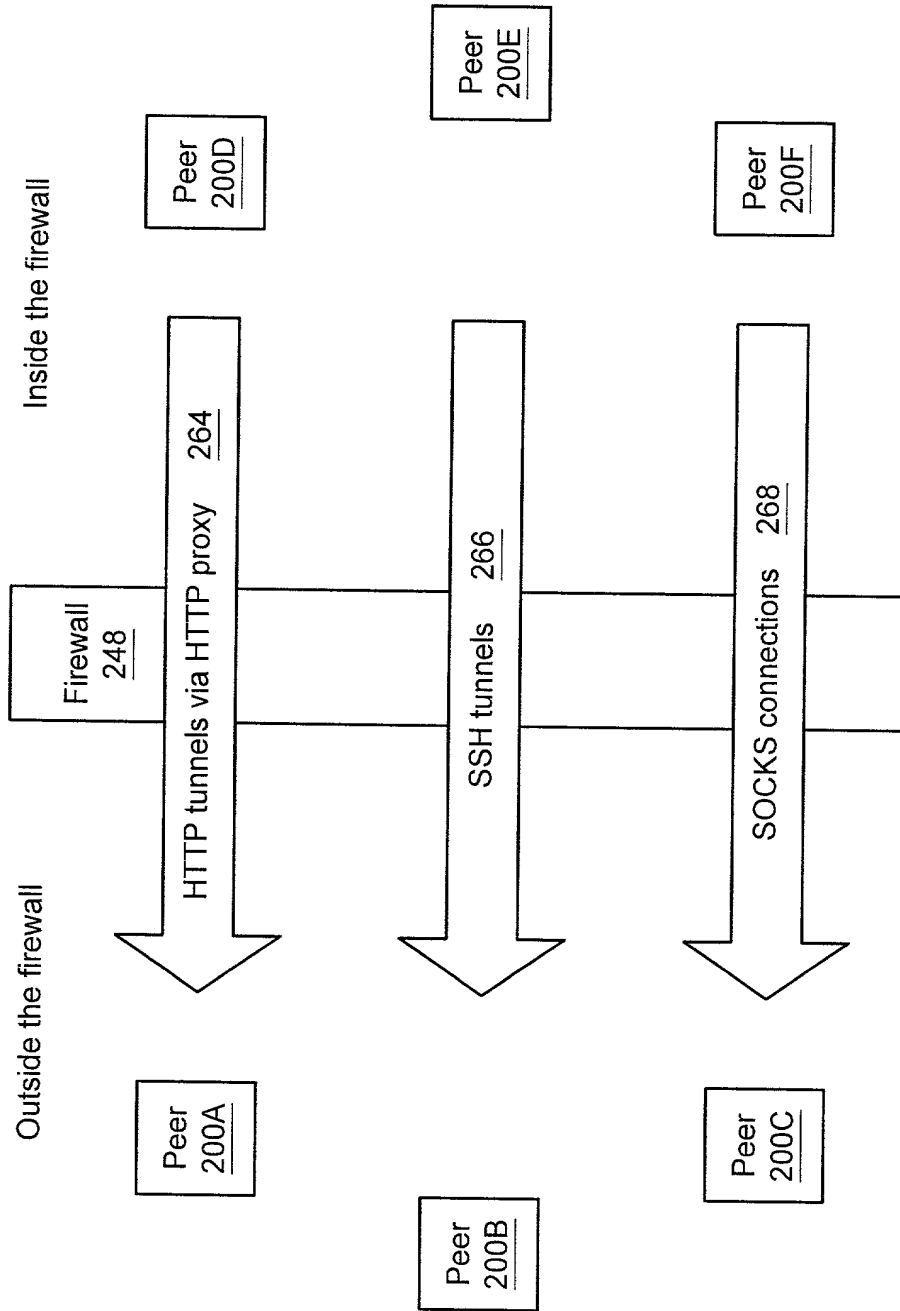 Outside the firewall
Inside the firewall
Firewall
248
Peer
200A
HTTP tunnels via HTTP proxy 264
Peer
200D
Peer
200B
SSH tunnels 266
Peer
200E
Peer
200C
SOCKS connections 268
Peer
200F